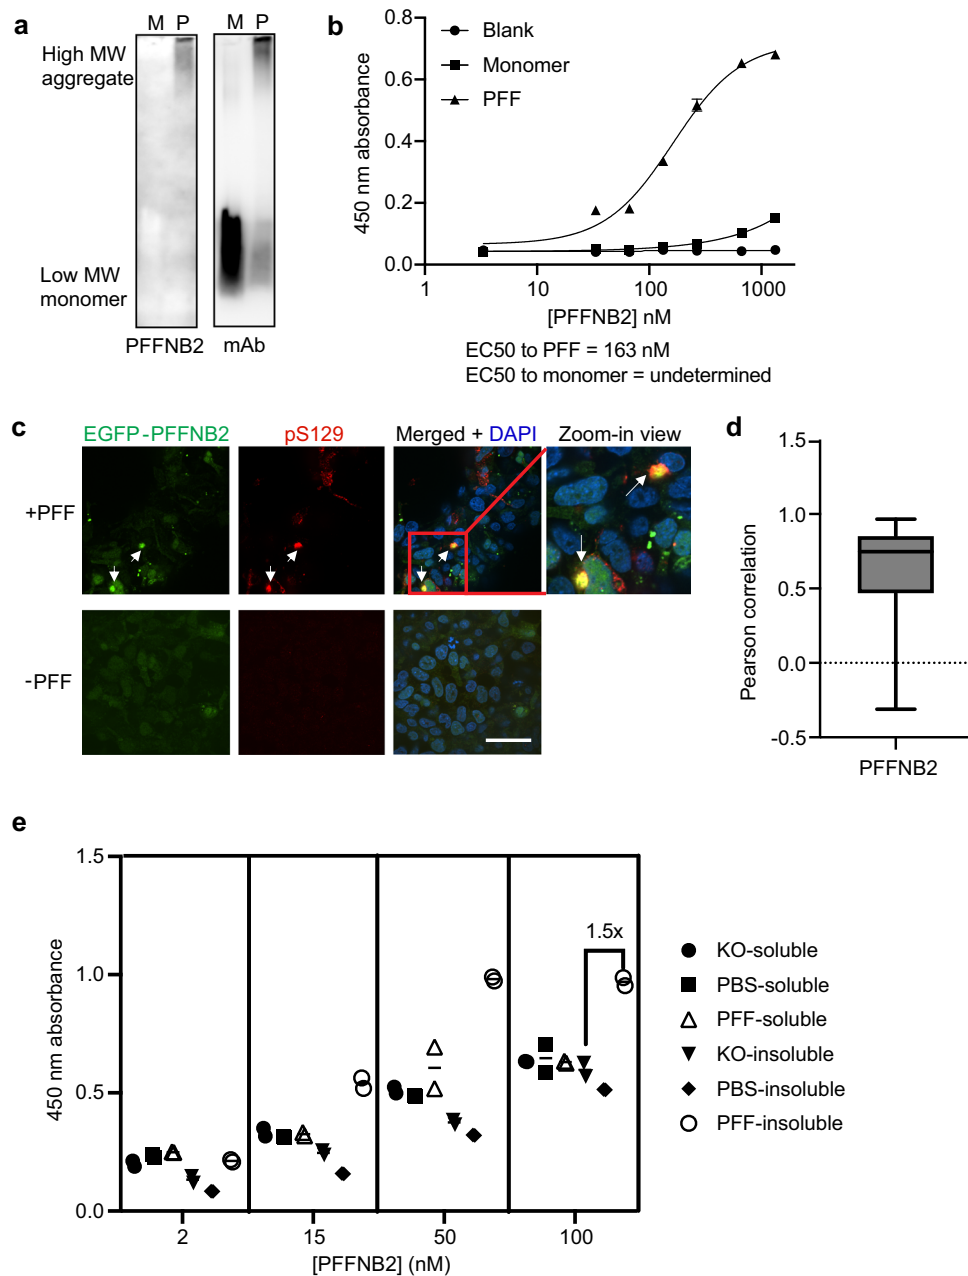 a
M P
M P
High MW
aggregate
Low MW
monomer
PFFNB2
mAb
b
Blank
Monomer
PFF
450 nm absorbance
0.8
0.6
0.4
0.2
0.0
1
10
100
1000
[PFFNB2] nM
EC50 to PFF = 163 nM
EC50 to monomer = undetermined
c
EGFP-PFFNB2
pS129
Merged + DAPI
Zoom-in view
+PFF
-PFF
d
Pearson correlation
1.5
1.0
0.5
0.0
-0.5
PFFNB2
e
450 nm absorbance
1.5
1.0
0.5
0.0
1.5x
2
15
50
100
[PFFNB2] (nM)
KO-soluble
PBS-soluble
PFF-soluble
KO-insoluble
PBS-insoluble
PFF-insoluble